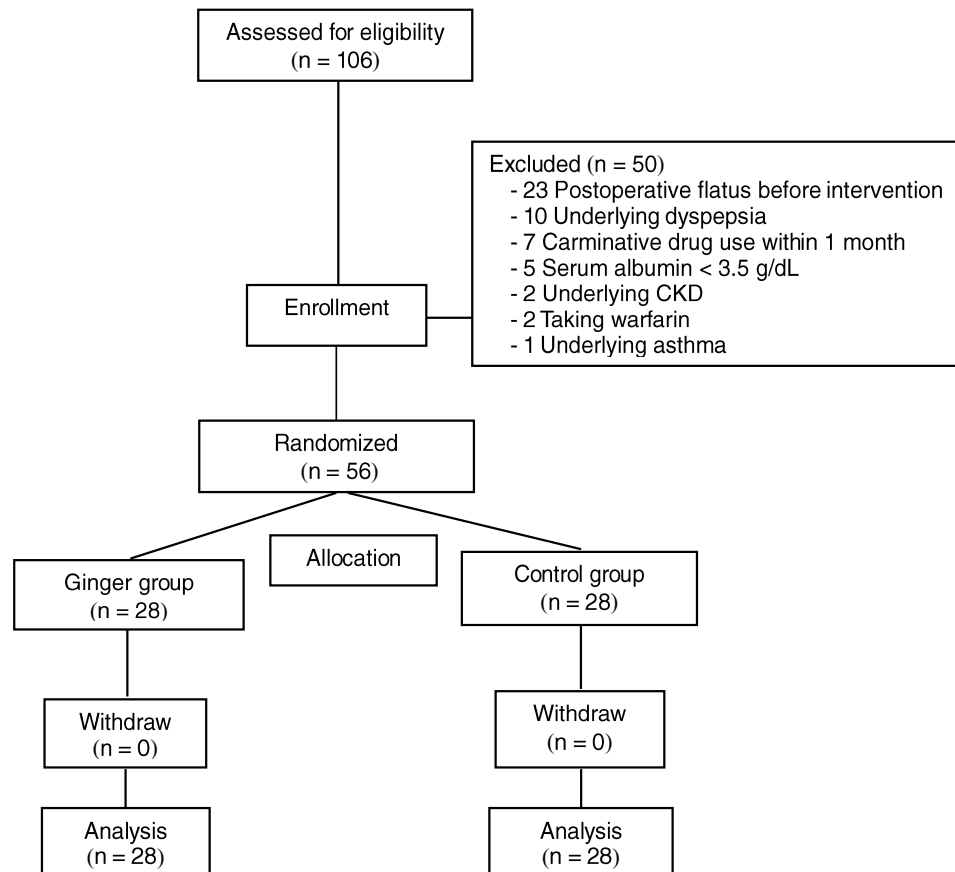 Assessed for eligibility
(n = 106)
Excluded (n = 50)
- 23 Postoperative flatus before intervention
- 10 Underlying dyspepsia
- 7 Carminative drug use within 1 month
- 5 Serum albumin < 3.5 g/dL
- 2 Underlying CKD
- 2 Taking warfarin
- 1 Underlying asthma
Enrollment
Randomized
(n = 56)
Allocation
Ginger group
(n = 28)
Control group
(n = 28)
Withdraw
(n = 0)
Withdraw
(n = 0)
Analysis
(n = 28)
Analysis
(n = 28)